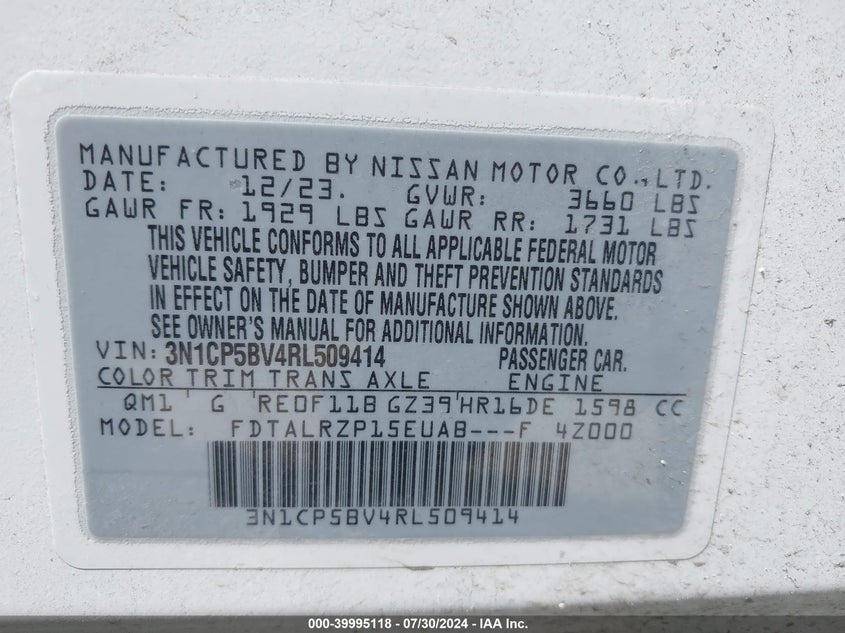 MANUFACTURED BY NISSAN MOTOR CO.,LTD.
DATE: 12/23. GVWR: 3660 LBS
GAWR FR: 1929 LBS GAWR RR: 1731 LBS
THIS VEHICLE CONFORMS TO ALL APPLICABLE FEDERAL MOTOR
VEHICLE SAFETY, BUMPER AND THEFT PREVENTION STANDARDS
IN EFFECT ON THE DATE OF MANUFACTURE SHOWN ABOVE.
SEE OWNER'S MANUAL FOR ADDITIONAL INFORMATION.
VIN: 3N1CP5BV4RL509414 PASSENGER CAR.
COLOR TRIM TRANS AXLE ENGINE
QM1 G RE0F11B GZ39 HR16DE 1598 CC
MODEL: FDTALRZP15EUAB---F 4Z000
3N1CP5BV4RL509414
000-39995118 - 07/30/2024 - IAA Inc.